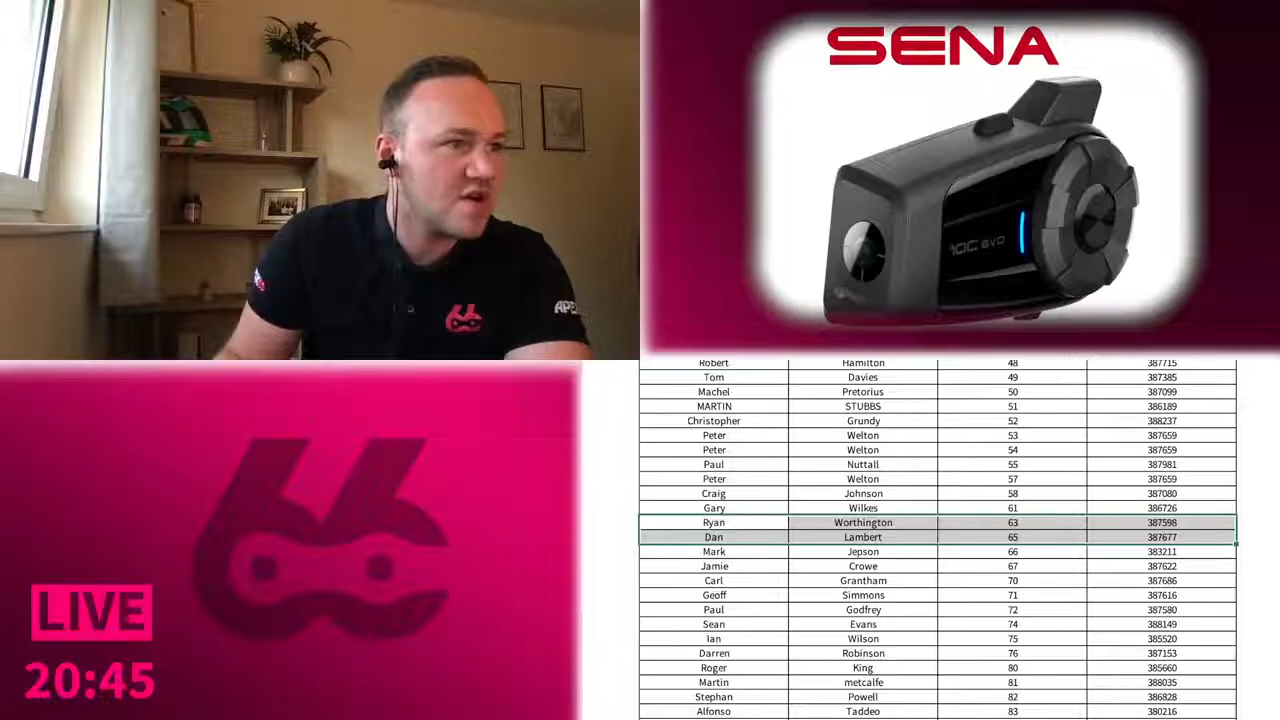 SENA
10C EVO
66
LIVE
20:45
Robert Hamilton 48 387715
Tom Davies 49 387385
Machel Pretorius 50 387099
MARTIN STUBBS 51 386189
Christopher Grundy 52 388237
Peter Welton 53 387659
Peter Welton 54 387659
Paul Nuttall 55 387981
Peter Welton 57 387659
Craig Johnson 58 387080
Gary Wilkes 61 386726
Ryan Worthington 63 387598
Dan Lambert 65 387677
Mark Jepson 66 383211
Jamie Crowe 67 387622
Carl Grantham 70 387686
Geoff Simmons 71 387616
Paul Godfrey 72 387580
Sean Evans 74 388149
Ian Wilson 75 385520
Darren Robinson 76 387153
Roger King 80 385660
Martin metcalfe 81 388035
Stephan Powell 82 386828
Alfonso Taddeo 83 380216